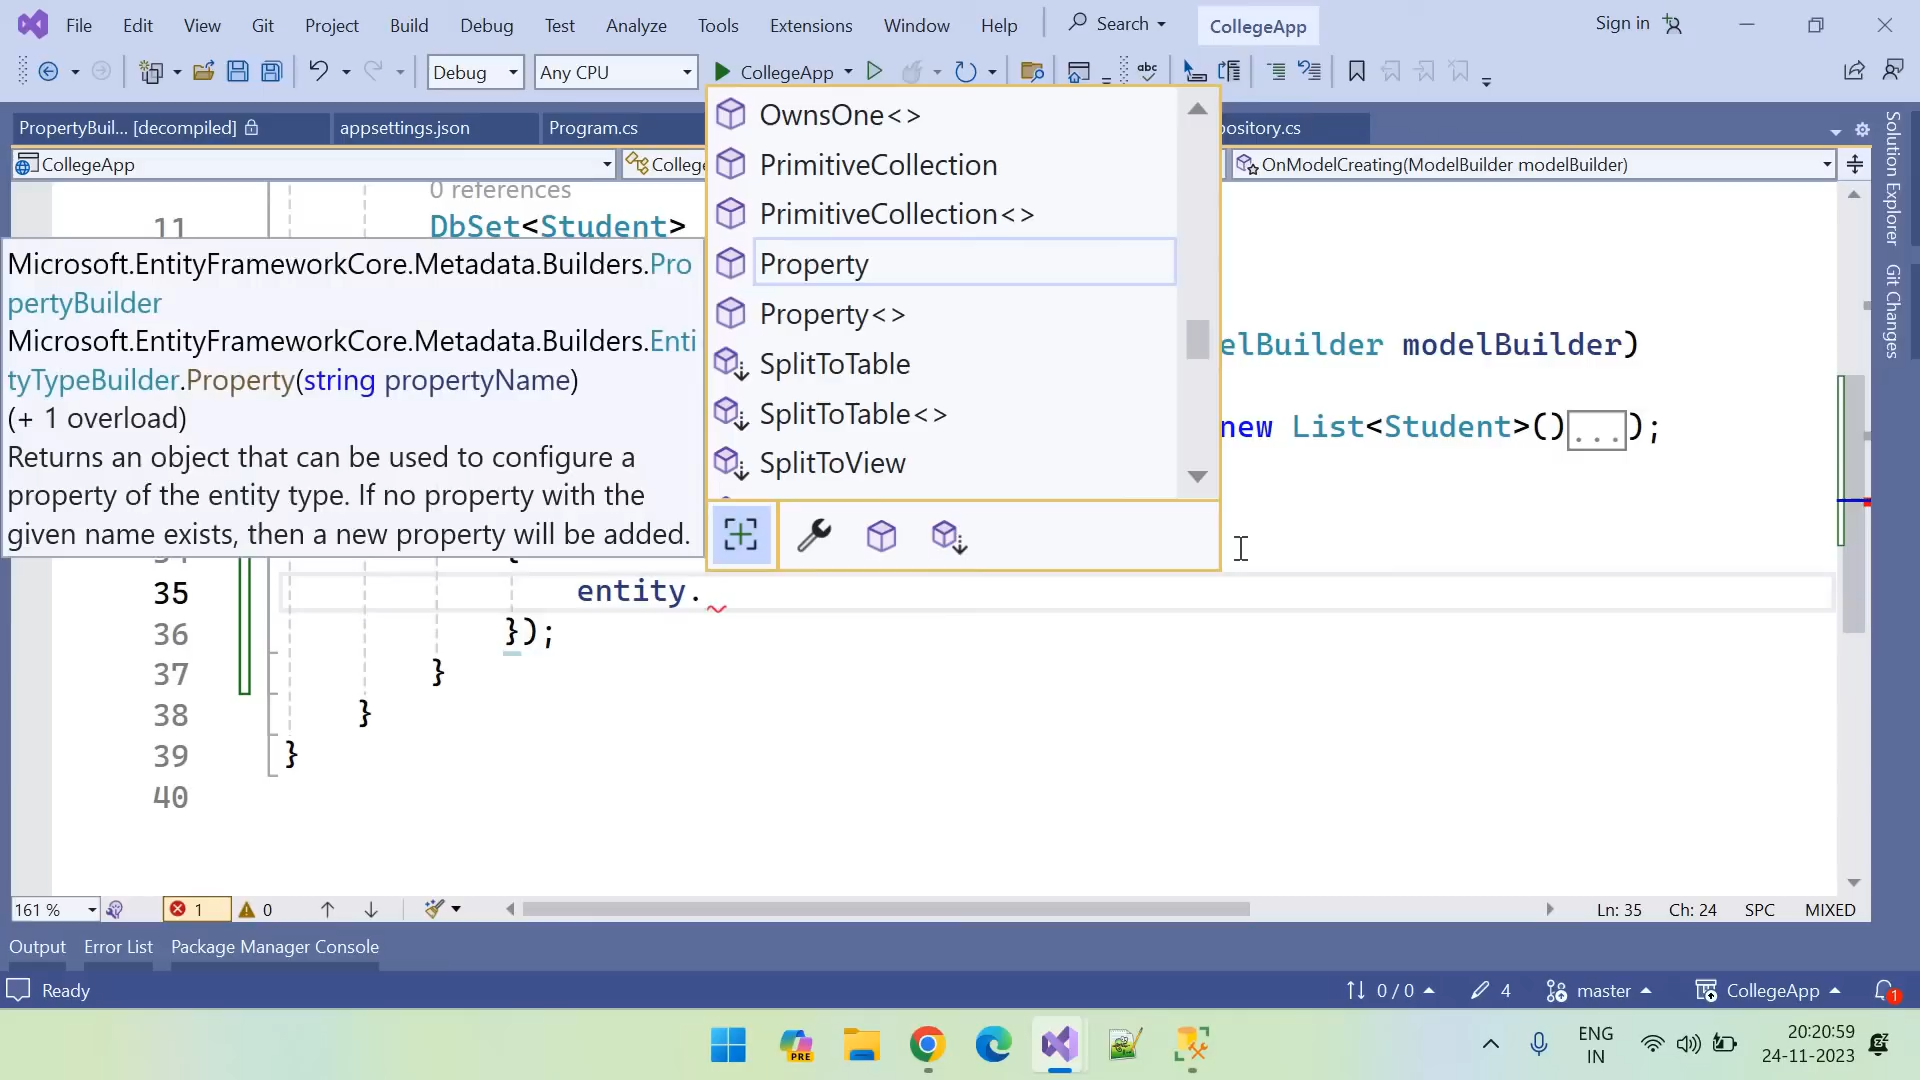 File Edit View Git Project Build Debug Test Analyze Tools Extensions Window Help Search CollegeApp Sign in
Debug Any CPU CollegeApp
PropertyBuil... [decompiled] appsettings.json Program.cs ository.cs
CollegeApp College OnModelCreating(ModelBuilder modelBuilder)
0 references
11 DbSet<Student>
Microsoft.EntityFrameworkCore.Metadata.Builders.Pro
pertyBuilder
Microsoft.EntityFrameworkCore.Metadata.Builders.Enti
tyTypeBuilder.Property(string propertyName)
(+ 1 overload)
Returns an object that can be used to configure a
property of the entity type. If no property with the
given name exists, then a new property will be added.
OwnsOne<>
PrimitiveCollection
PrimitiveCollection<>
Property
Property<>
SplitToTable
SplitToTable<>
SplitToView
elBuilder modelBuilder)
new List<Student>()...);
35 entity.
36 });
37 }
38 }
39 }
40
161 % 1 0 Ln: 35 Ch: 24 SPC MIXED
Output Error List Package Manager Console
Ready 0 / 0 4 master CollegeApp 1
Solution Explorer
Git Changes
PRE
ENG
IN
20:20:59
24-11-2023